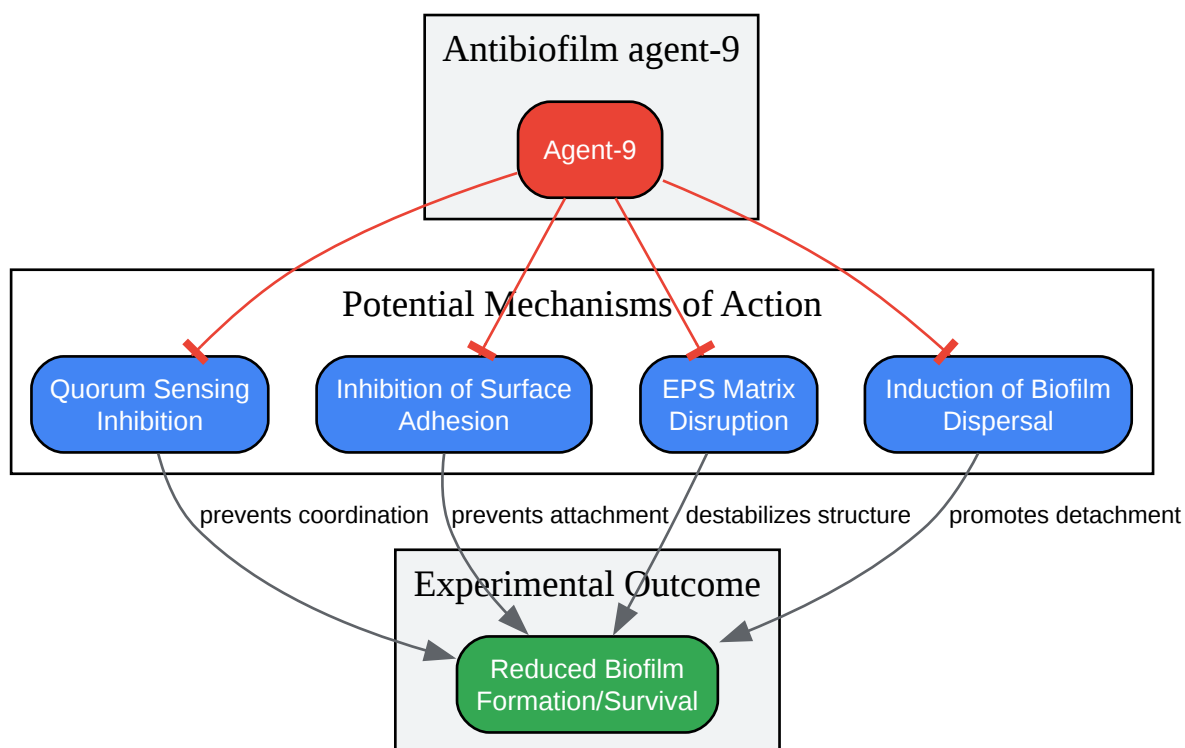 Antibiofilm agent-9
Agent-9
Potential Mechanisms of Action
Quorum Sensing
Inhibition
Inhibition of Surface
Adhesion
EPS Matrix
Disruption
Induction of Biofilm
Dispersal
prevents coordination
prevents attachment
destabilizes structure
promotes detachment
Experimental Outcome
Reduced Biofilm
Formation/Survival